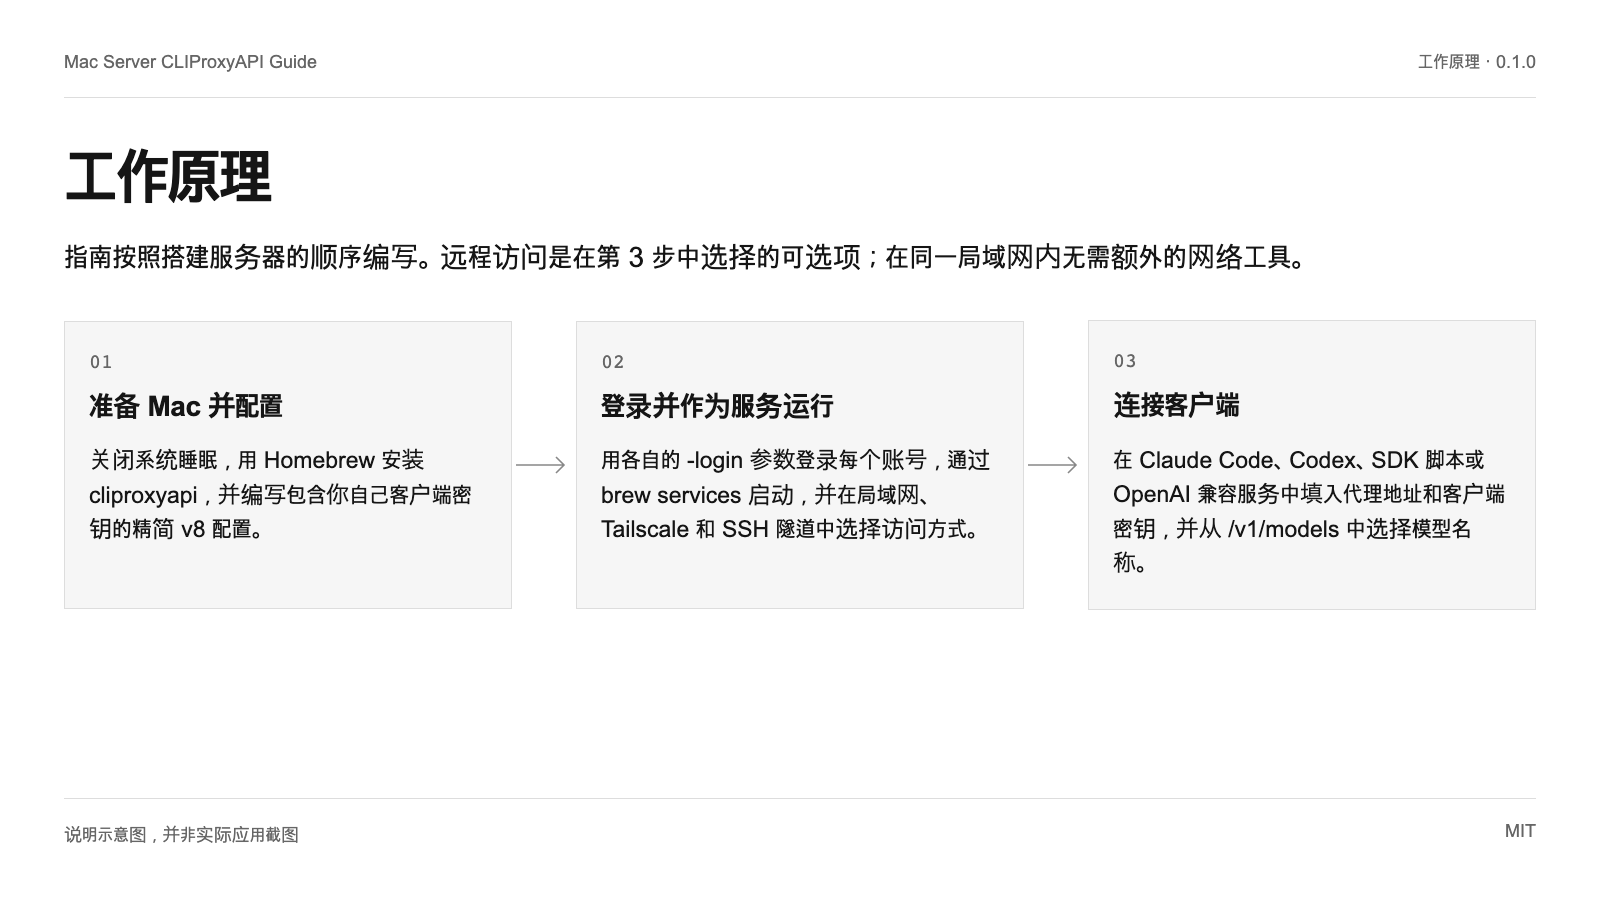 Mac Server CLIProxyAPI Guide
工作原理 · 0.1.0
工作原理
指南按照搭建服务器的顺序编写。远程访问是在第 3 步中选择的可选项；在同一局域网内无需额外的网络工具。
01
准备 Mac 并配置
关闭系统睡眠，用 Homebrew 安装
cliproxyapi，并编写包含你自己客户端密
钥的精简 v8 配置。
02
登录并作为服务运行
用各自的 -login 参数登录每个账号，通过
brew services 启动，并在局域网、
Tailscale 和 SSH 隧道中选择访问方式。
03
连接客户端
在 Claude Code、Codex、SDK 脚本或
OpenAI 兼容服务中填入代理地址和客户端
密钥，并从 /v1/models 中选择模型名
称。
说明示意图，并非实际应用截图
MIT